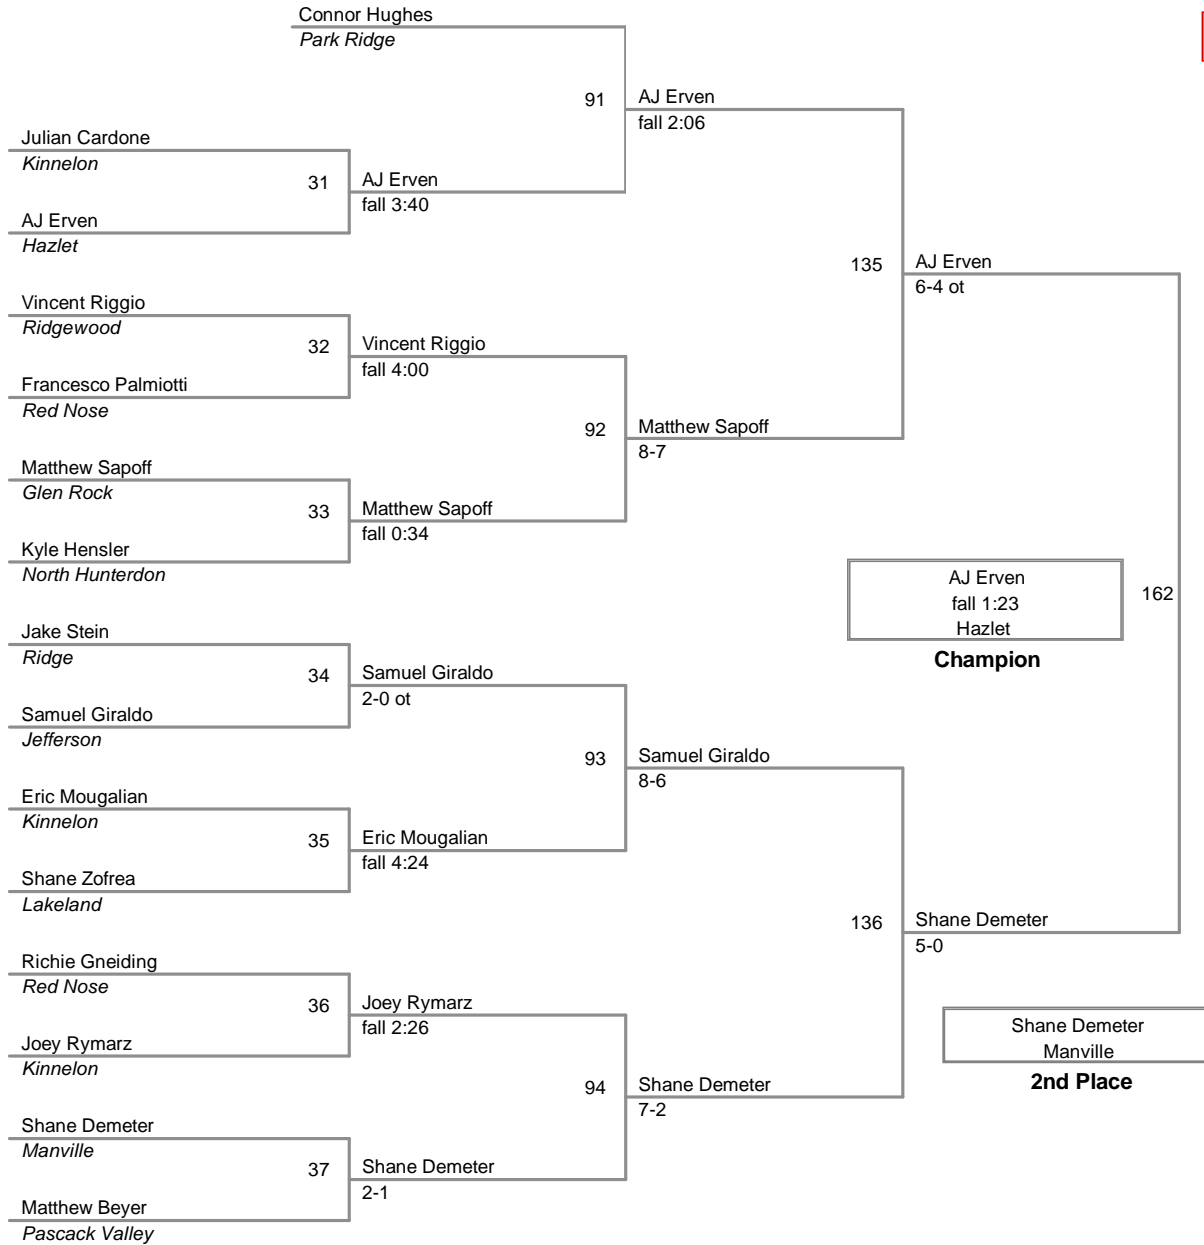 Connor Hughes
Park Ridge
91
AJ Erven
fall 2:06
Julian Cardone
Kinnelon
31
AJ Erven
fall 3:40
AJ Erven
Hazlet
135
AJ Erven
6-4 ot
Vincent Riggio
Ridgewood
32
Vincent Riggio
fall 4:00
Francesco Palmiotti
Red Nose
92
Matthew Sapoff
8-7
Matthew Sapoff
Glen Rock
33
Matthew Sapoff
fall 0:34
Kyle Hensler
North Hunterdon
AJ Erven
fall 1:23
Hazlet
162
Champion
Jake Stein
Ridge
34
Samuel Giraldo
2-0 ot
Samuel Giraldo
Jefferson
93
Samuel Giraldo
8-6
Eric Mougalian
Kinnelon
35
Eric Mougalian
fall 4:24
Shane Zofrea
Lakeland
136
Shane Demeter
5-0
Richie Gneiding
Red Nose
36
Joey Rymarz
fall 2:26
Joey Rymarz
Kinnelon
Shane Demeter
Manville
2nd Place
94
Shane Demeter
7-2
Shane Demeter
Manville
37
Shane Demeter
2-1
Matthew Beyer
Pascack Valley